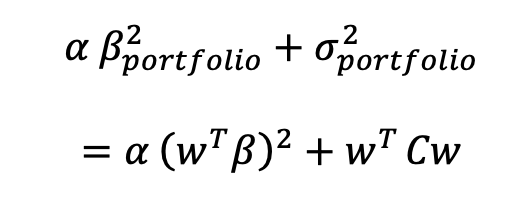 α β²ₚₒᵣₜfₒₗᵢₒ + σ²ₚₒᵣₜfₒₗᵢₒ
= α (wᵀβ)² + wᵀ Cw